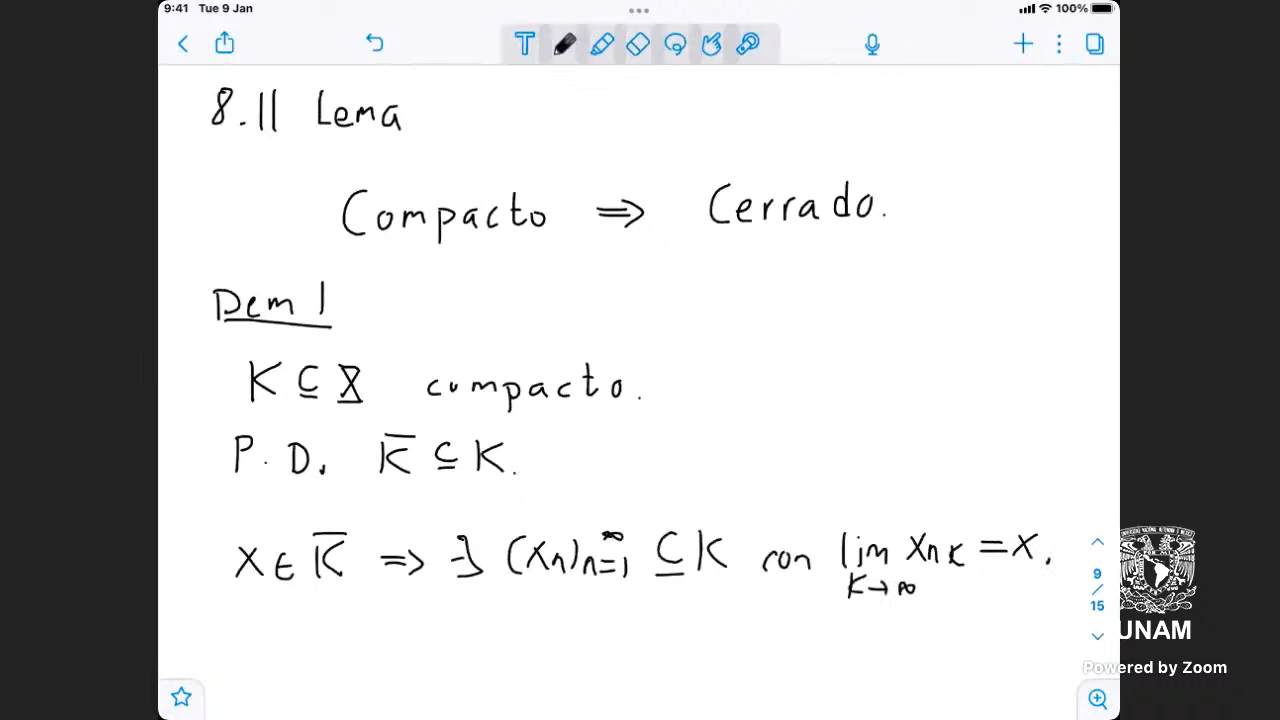 9:41 Tue 9 Jan
100%
8.11 Lema
Compacto ⇒ Cerrado.
Dem 1
K ⊆ X compacto.
P.D. K̅ ⊆ K.
x ∈ K̅ ⇒ ∃ (xₙ)ₙ₌₁^∞ ⊆ K con lim xₙₖ = x.
K→∞
9
/
15
UNAM
Powered by Zoom